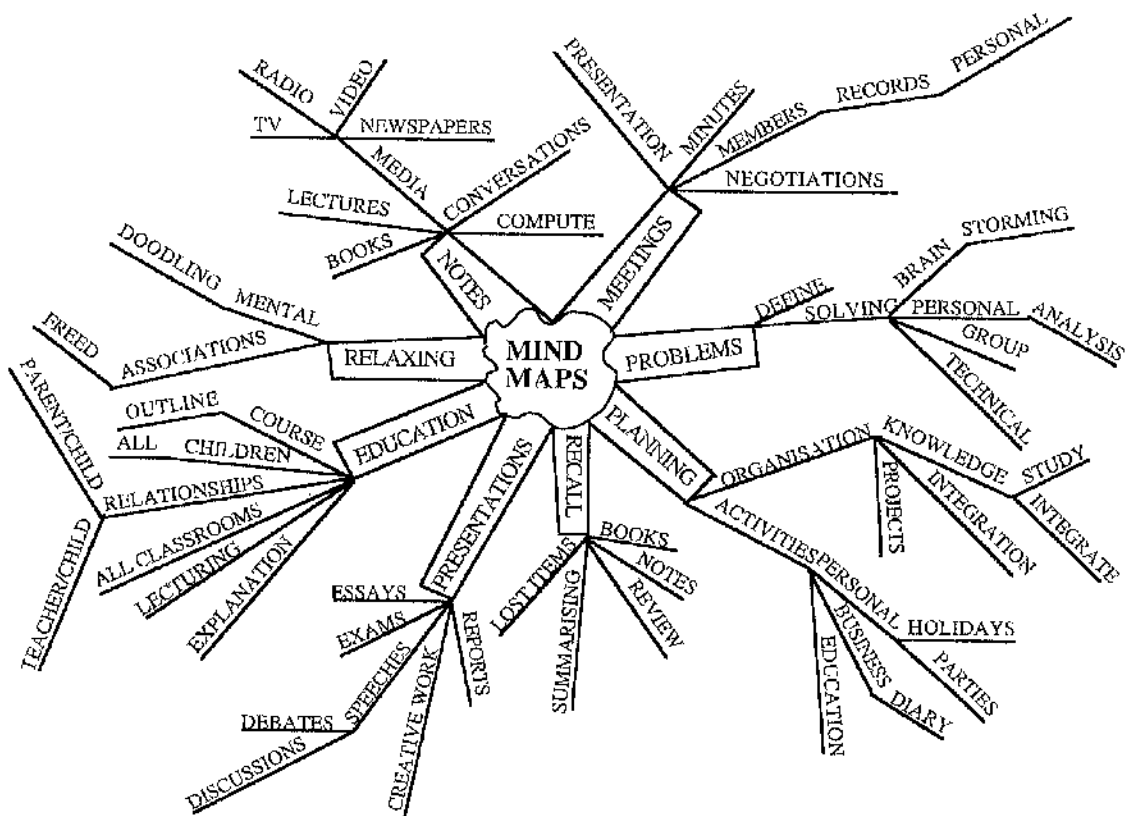 MIND
MAPS
NOTES
MEDIA
RADIO
VIDEO
TV
NEWSPAPERS
CONVERSATIONS
LECTURES
COMPUTE
BOOKS
MEETINGS
PRESENTATION
MINUTES
MEMBERS
RECORDS
PERSONAL
NEGOTIATIONS
PROBLEMS
DEFINE
SOLVING
BRAIN
STORMING
PERSONAL
ANALYSIS
GROUP
TECHNICAL
PLANNING
ORGANISATION
KNOWLEDGE
STUDY
INTEGRATE
INTEGRATION
PROJECTS
ACTIVITIES
PERSONAL
HOLIDAYS
PARTIES
BUSINESS
DIARY
EDUCATION
RECALL
BOOKS
NOTES
REVIEW
SUMMARISING
LOST ITEMS
PRESENTATIONS
ESSAYS
EXAMS
SPEECHES
DEBATES
DISCUSSIONS
CREATIVE WORK
REPORTS
EDUCATION
COURSE
OUTLINE
CHILDREN
ALL
RELATIONSHIPS
PARENT/CHILD
TEACHER/CHILD
ALL CLASSROOMS
LECTURING
EXPLANATION
RELAXING
MENTAL
DOODLING
ASSOCIATIONS
FREED